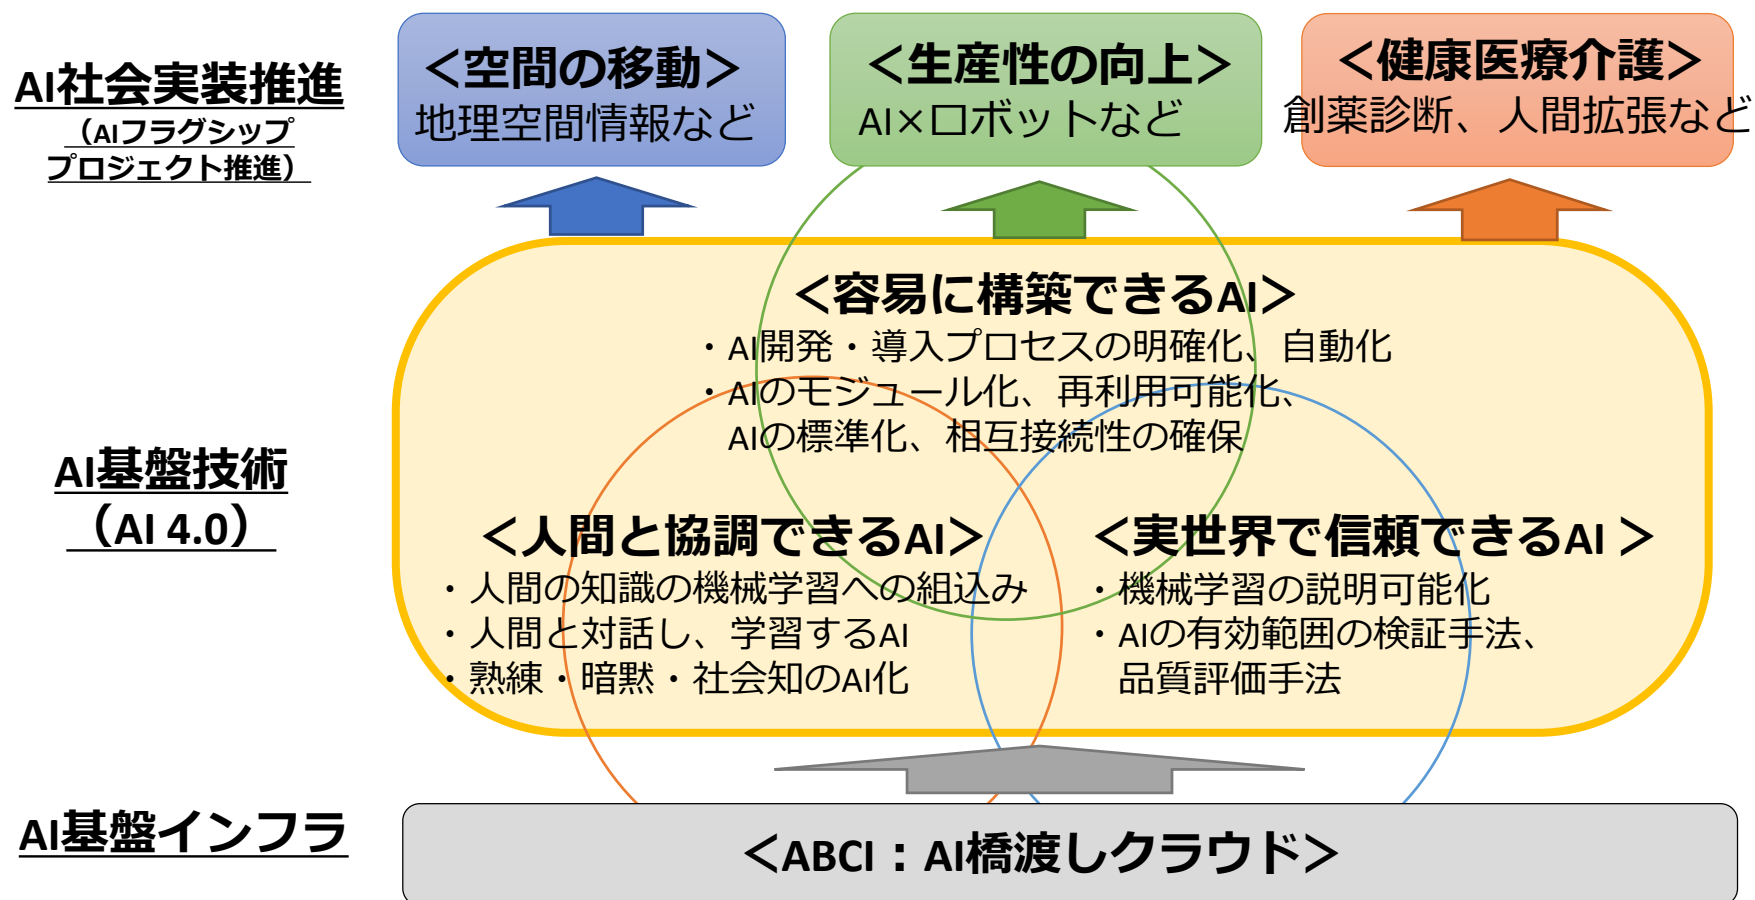 AI社会実装推進
（AIフラグシップ
プロジェクト推進）
＜空間の移動＞
地理空間情報など
＜生産性の向上＞
AI×ロボットなど
＜健康医療介護＞
創薬診断、人間拡張など
AI基盤技術
（AI 4.0）
＜容易に構築できるAI＞
・AI開発・導入プロセスの明確化、自動化
・AIのモジュール化、再利用可能化、
AIの標準化、相互接続性の確保
＜人間と協調できるAI＞
・人間の知識の機械学習への組込み
・人間と対話し、学習するAI
・熟練・暗黙・社会知のAI化
＜実世界で信頼できるAI ＞
・機械学習の説明可能化
・AIの有効範囲の検証手法、
品質評価手法
AI基盤インフラ
＜ABCI：AI橋渡しクラウド＞